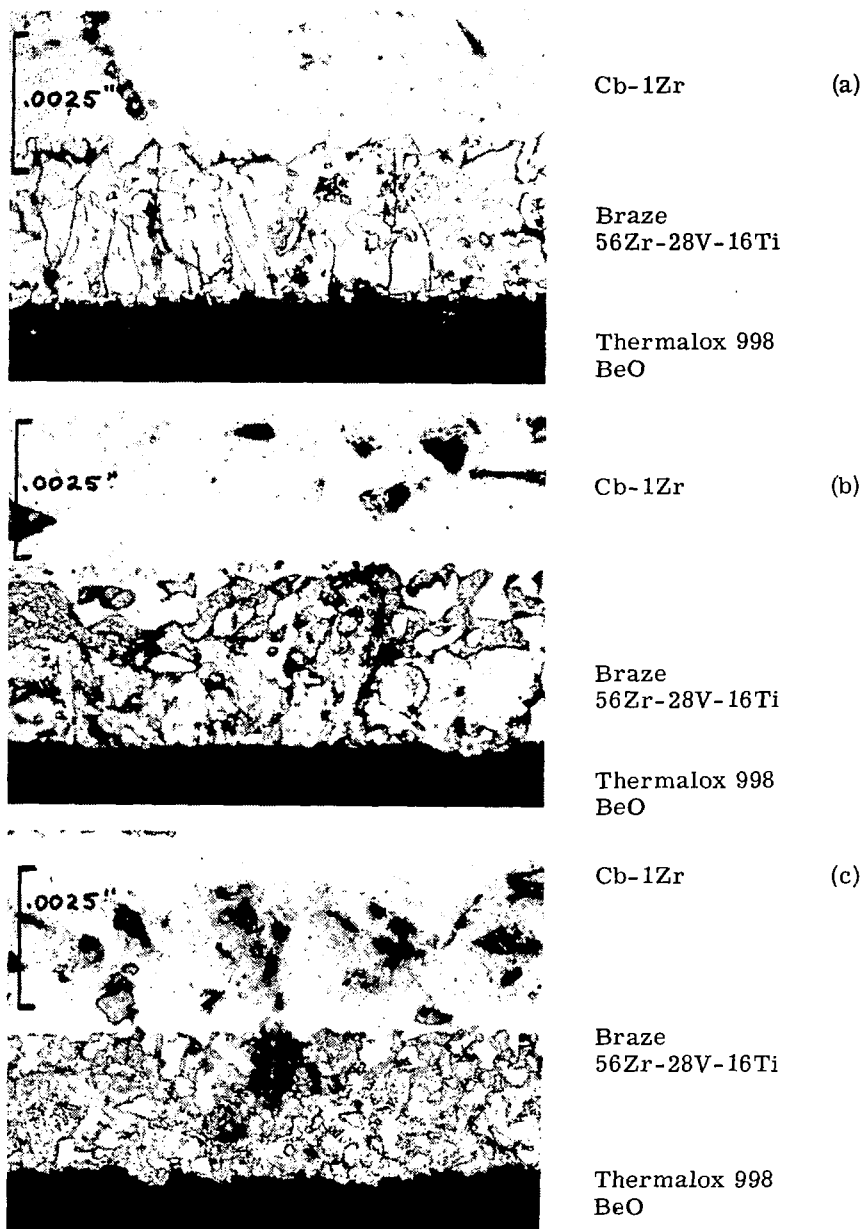 .0025"
Cb-1Zr (a)
Braze
56Zr-28V-16Ti
Thermalox 998
BeO
.0025"
Cb-1Zr (b)
Braze
56Zr-28V-16Ti
Thermalox 998
BeO
.0025"
Cb-1Zr (c)
Braze
56Zr-28V-16Ti
Thermalox 998
BeO